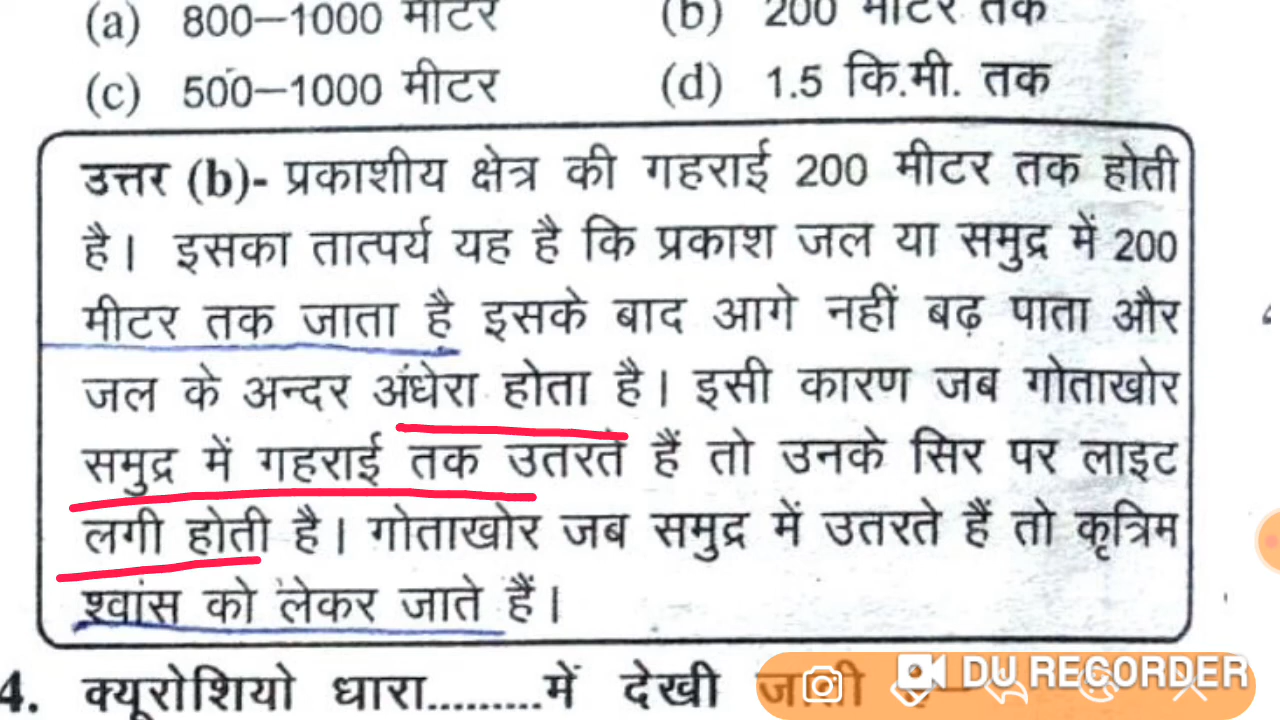 (a) 800–1000 मीटर (b) 200 मीटर तक
(c) 500–1000 मीटर (d) 1.5 कि.मी. तक
उत्तर (b)- प्रकाशीय क्षेत्र की गहराई 200 मीटर तक होती
है। इसका तात्पर्य यह है कि प्रकाश जल या समुद्र में 200
मीटर तक जाता है इसके बाद आगे नहीं बढ़ पाता और
जल के अन्दर अंधेरा होता है। इसी कारण जब गोताखोर
समुद्र में गहराई तक उतरते हैं तो उनके सिर पर लाइट
लगी होती है। गोताखोर जब समुद्र में उतरते हैं तो कृत्रिम
श्वांस को लेकर जाते हैं।
4. क्यूरोशियो धारा.........में देखी जाती है—
DU RECORDER